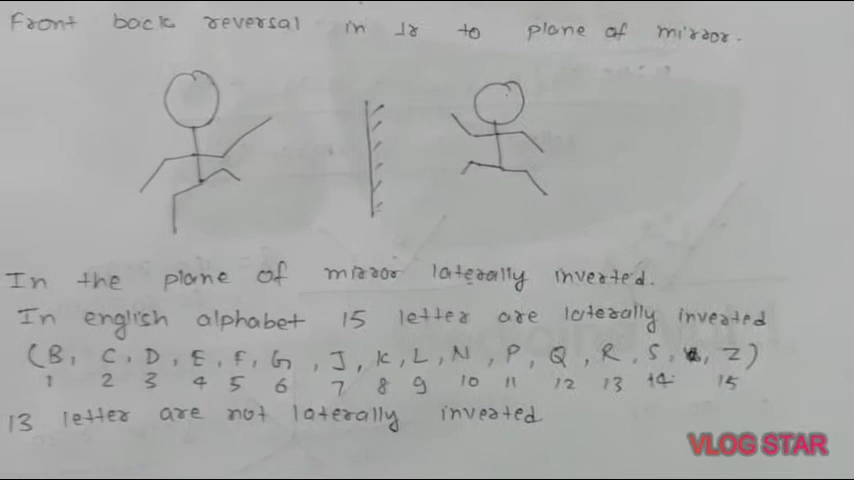 Front back reversal in 1r to plane of mirror.
In the plane of mirror laterally inverted.
In english alphabet 15 letter are laterally inverted
(B, C, D, E, F, G, J, K, L, N, P, Q, R, S, Z)
1 2 3 4 5 6 7 8 9 10 11 12 13 14 15
13 letter are not laterally inverted
VLOG STAR